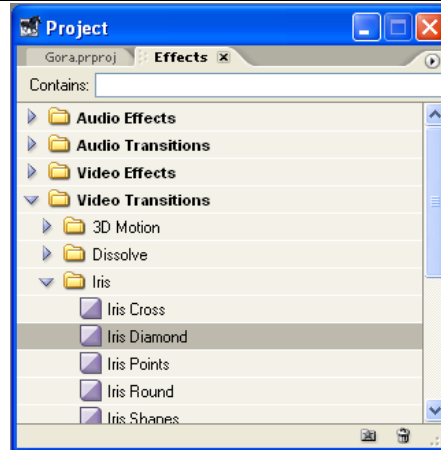 Project
Gora.prproj Effects
Contains:
Audio Effects
Audio Transitions
Video Effects
Video Transitions
3D Motion
Dissolve
Iris
Iris Cross
Iris Diamond
Iris Points
Iris Round
Iris Shapes